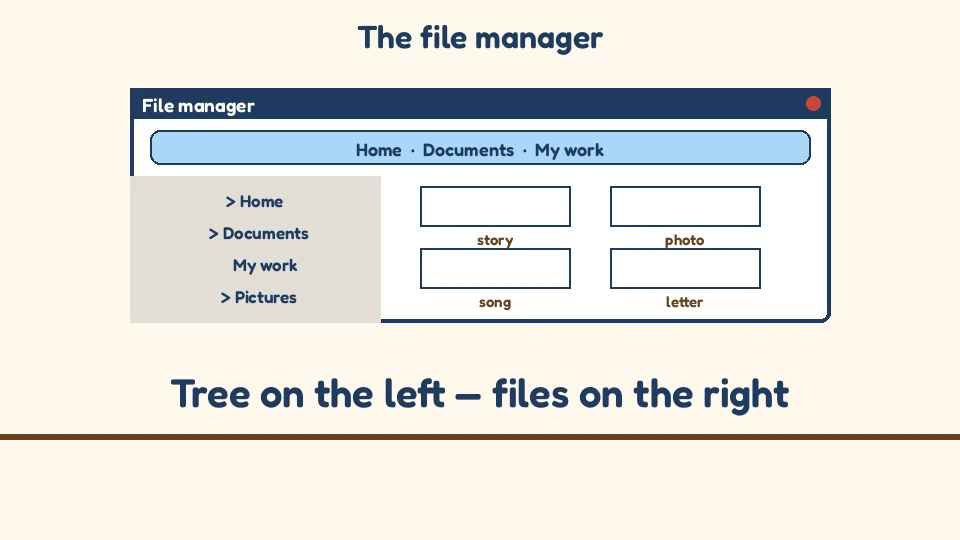 The file manager
File manager
Home · Documents · My work
> Home
> Documents
My work
> Pictures
story
photo
song
letter
Tree on the left — files on the right